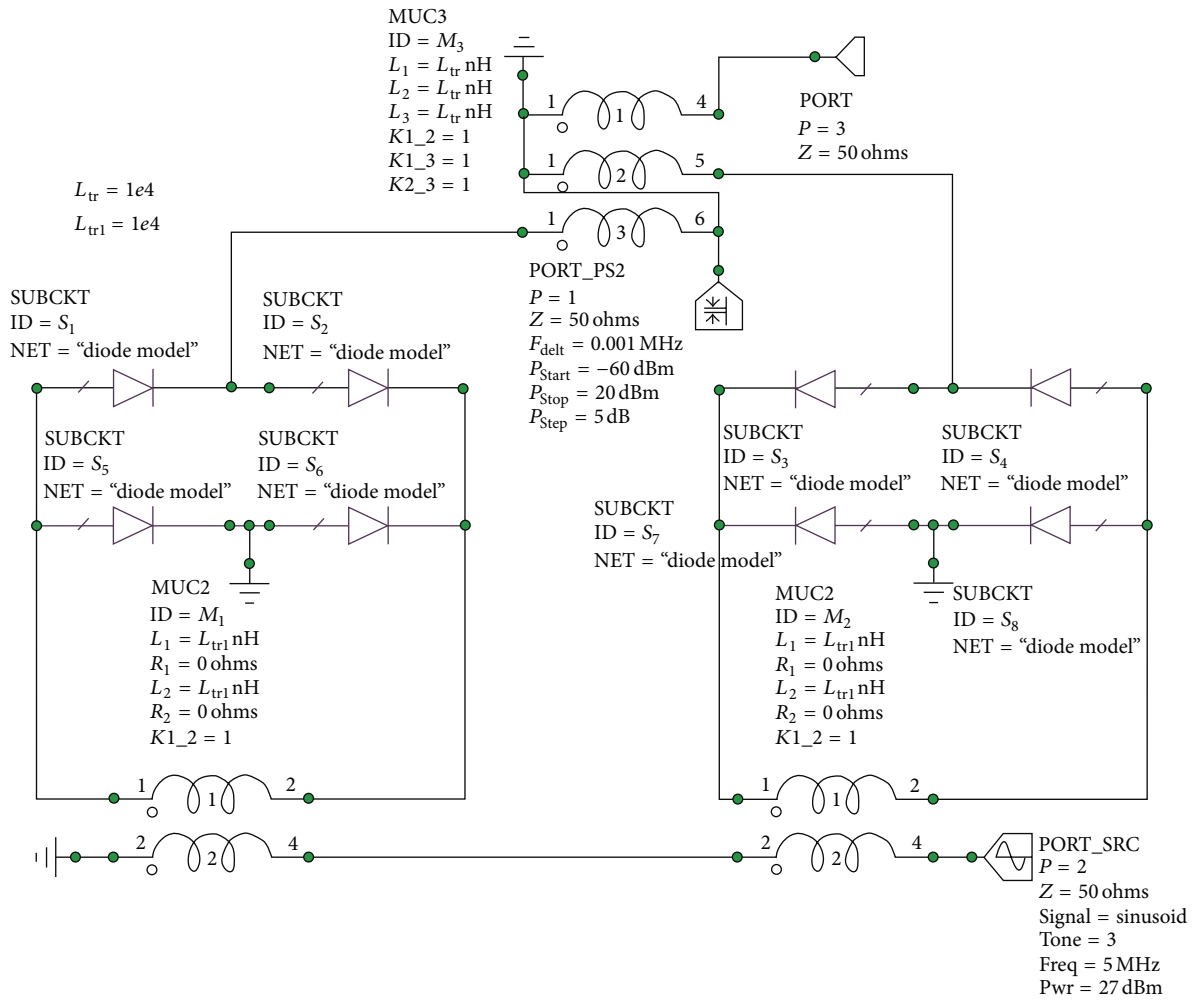 MUC3
ID = M₃
L₁ = Lₜᵣ nH
L₂ = Lₜᵣ nH
L₃ = Lₜᵣ nH
K1_2 = 1
K1_3 = 1
K2_3 = 1
1
1
4
1
2
5
1
3
6
PORT
P = 3
Z = 50 ohms
Lₜᵣ = 1e4
Lₜᵣ₁ = 1e4
PORT_PS2
P = 1
Z = 50 ohms
F_delt = 0.001 MHz
P_Start = −60 dBm
P_Stop = 20 dBm
P_Step = 5 dB
SUBCKT
ID = S₁
NET = “diode model”
SUBCKT
ID = S₂
NET = “diode model”
SUBCKT
ID = S₅
NET = “diode model”
SUBCKT
ID = S₆
NET = “diode model”
SUBCKT
ID = S₃
NET = “diode model”
SUBCKT
ID = S₄
NET = “diode model”
SUBCKT
ID = S₇
NET = “diode model”
SUBCKT
ID = S₈
NET = “diode model”
MUC2
ID = M₁
L₁ = Lₜᵣ₁ nH
R₁ = 0 ohms
L₂ = Lₜᵣ₁ nH
R₂ = 0 ohms
K1_2 = 1
MUC2
ID = M₂
L₁ = Lₜᵣ₁ nH
R₁ = 0 ohms
L₂ = Lₜᵣ₁ nH
R₂ = 0 ohms
K1_2 = 1
1
1
2
2
2
4
1
1
2
2
2
4
PORT_SRC
P = 2
Z = 50 ohms
Signal = sinusoid
Tone = 3
Freq = 5 MHz
Pwr = 27 dBm